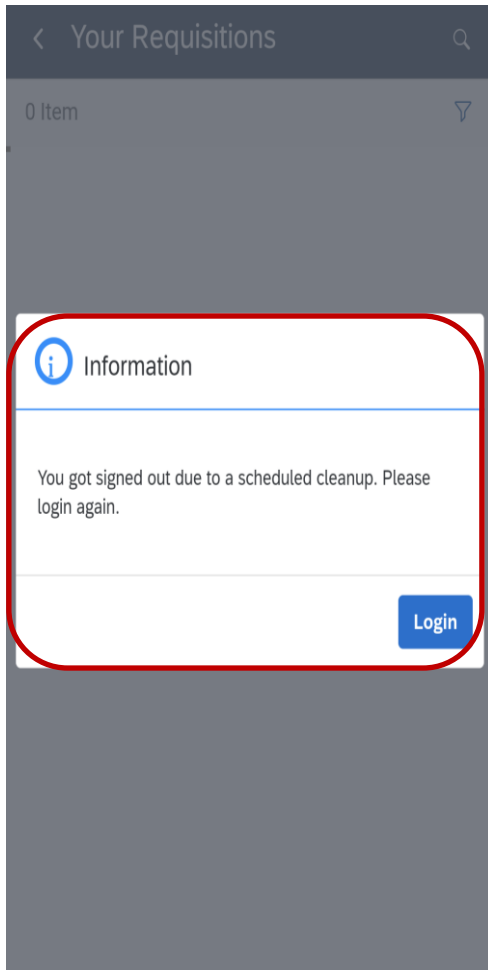 Your Requisitions
0 Item
Information
You got signed out due to a scheduled cleanup. Please
login again.
Login